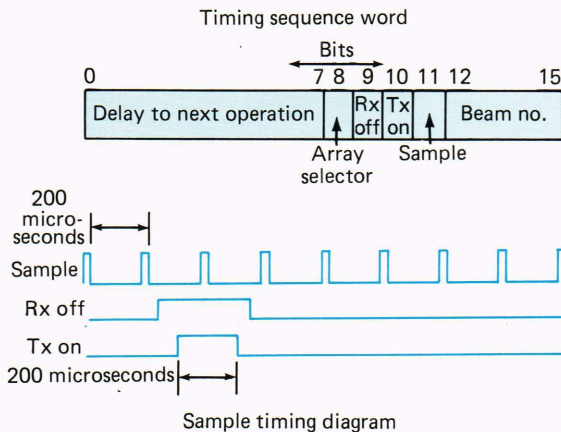 Timing sequence word
Bits
0 7 8 9 10 11 12 15
Delay to next operation
Rx off
Tx on
Beam no.
Array selector
Sample
200 micro-seconds
Sample
Rx off
Tx on
200 microseconds
Sample timing diagram